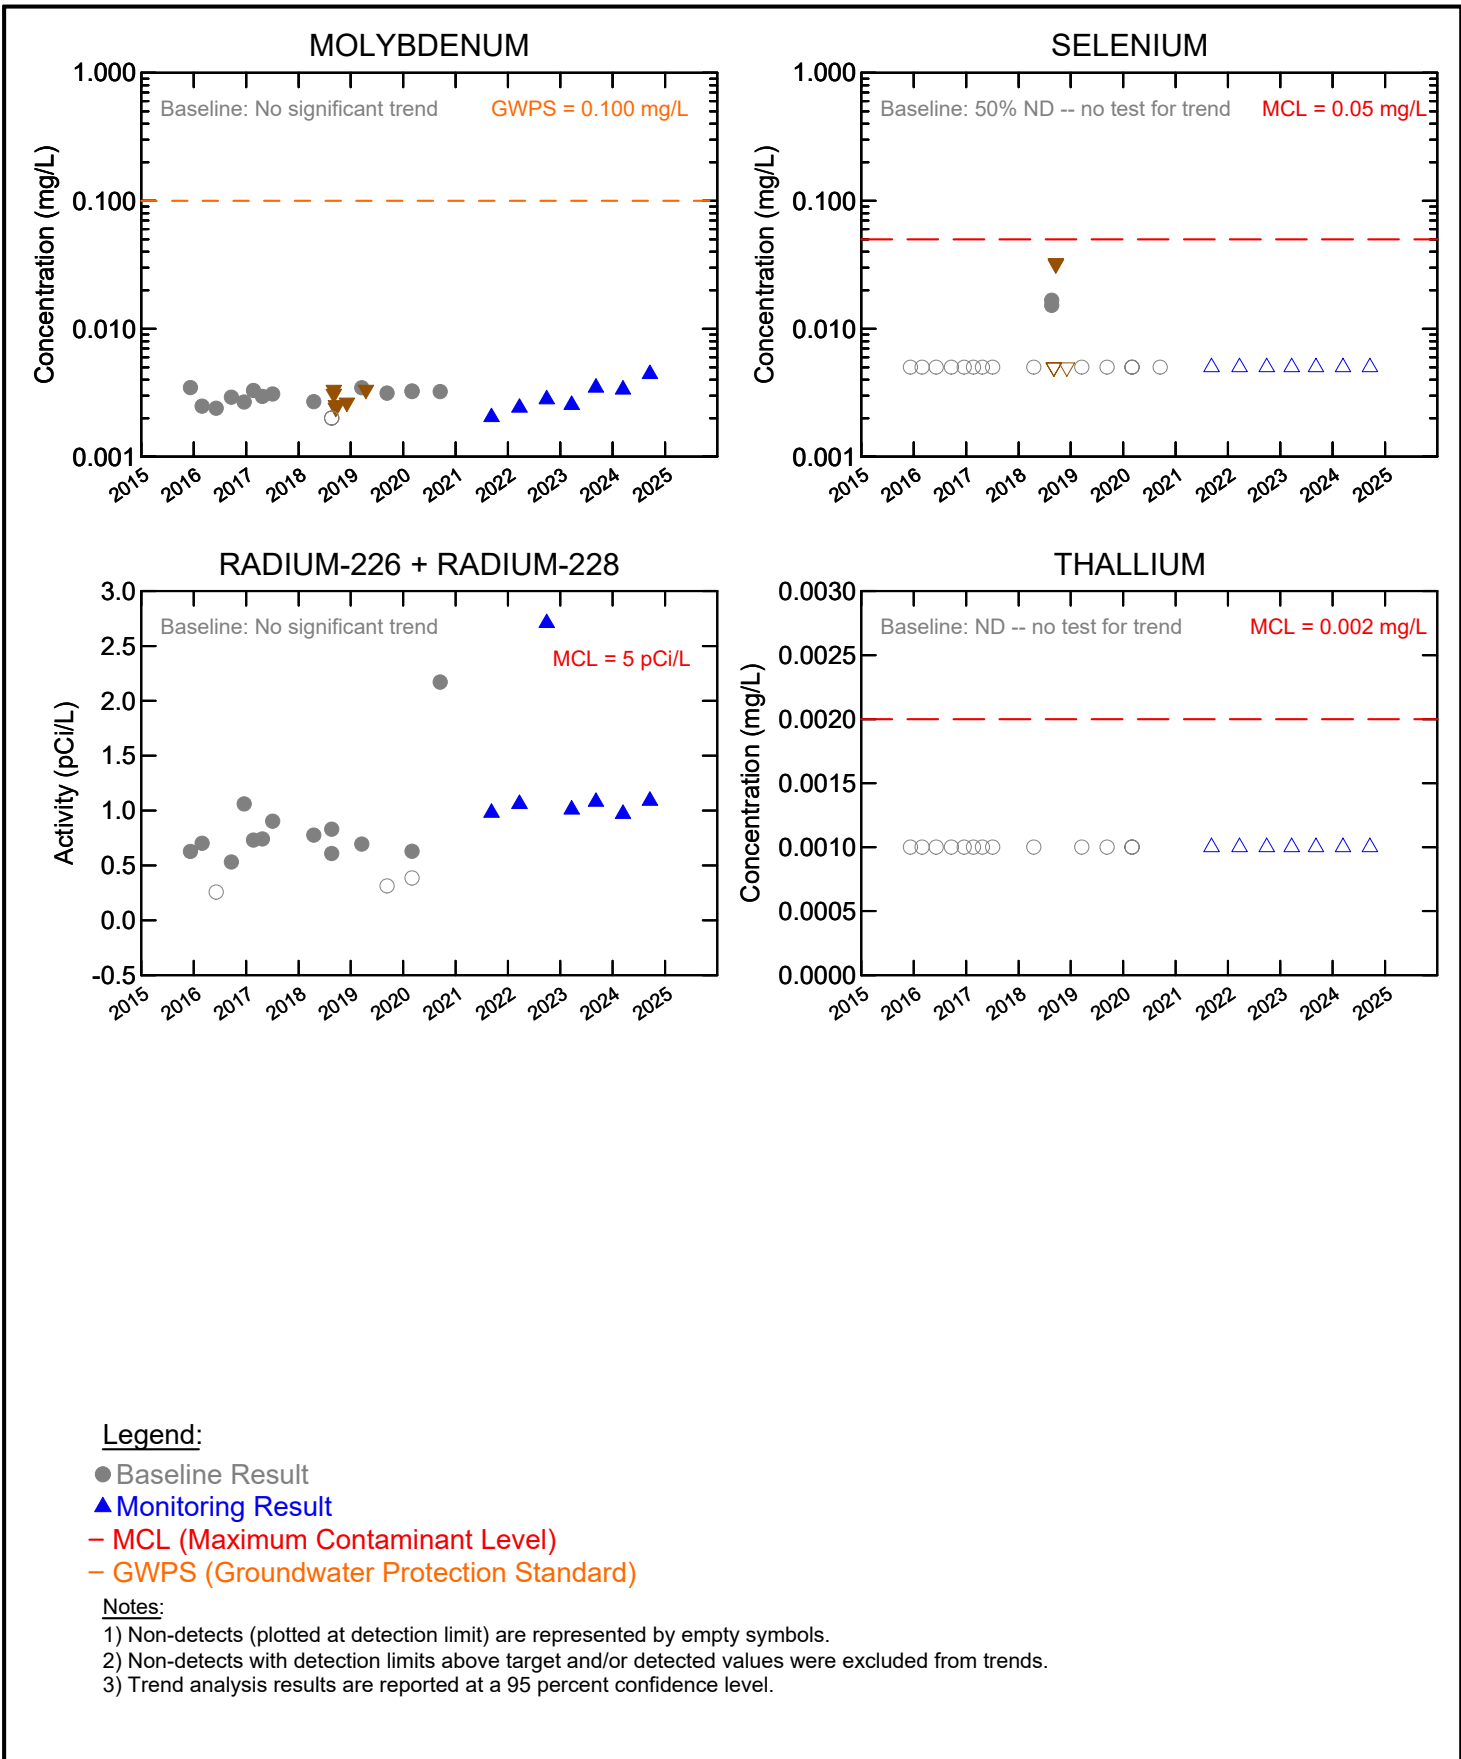 MOLYBDENUM
Baseline: No significant trend
GWPS = 0.100 mg/L
Concentration (mg/L)
1.000
0.100
0.010
0.001
2015 2016 2017 2018 2019 2020 2021 2022 2023 2024 2025
SELENIUM
Baseline: 50% ND -- no test for trend
MCL = 0.05 mg/L
Concentration (mg/L)
1.000
0.100
0.010
0.001
2015 2016 2017 2018 2019 2020 2021 2022 2023 2024 2025
RADIUM-226 + RADIUM-228
Baseline: No significant trend
MCL = 5 pCi/L
Activity (pCi/L)
3.0
2.5
2.0
1.5
1.0
0.5
0.0
-0.5
2015 2016 2017 2018 2019 2020 2021 2022 2023 2024 2025
THALLIUM
Baseline: ND -- no test for trend
MCL = 0.002 mg/L
Concentration (mg/L)
0.0030
0.0025
0.0020
0.0015
0.0010
0.0005
0.0000
2015 2016 2017 2018 2019 2020 2021 2022 2023 2024 2025
Legend:
Baseline Result
Monitoring Result
MCL (Maximum Contaminant Level)
GWPS (Groundwater Protection Standard)
Notes:
1) Non-detects (plotted at detection limit) are represented by empty symbols.
2) Non-detects with detection limits above target and/or detected values were excluded from trends.
3) Trend analysis results are reported at a 95 percent confidence level.